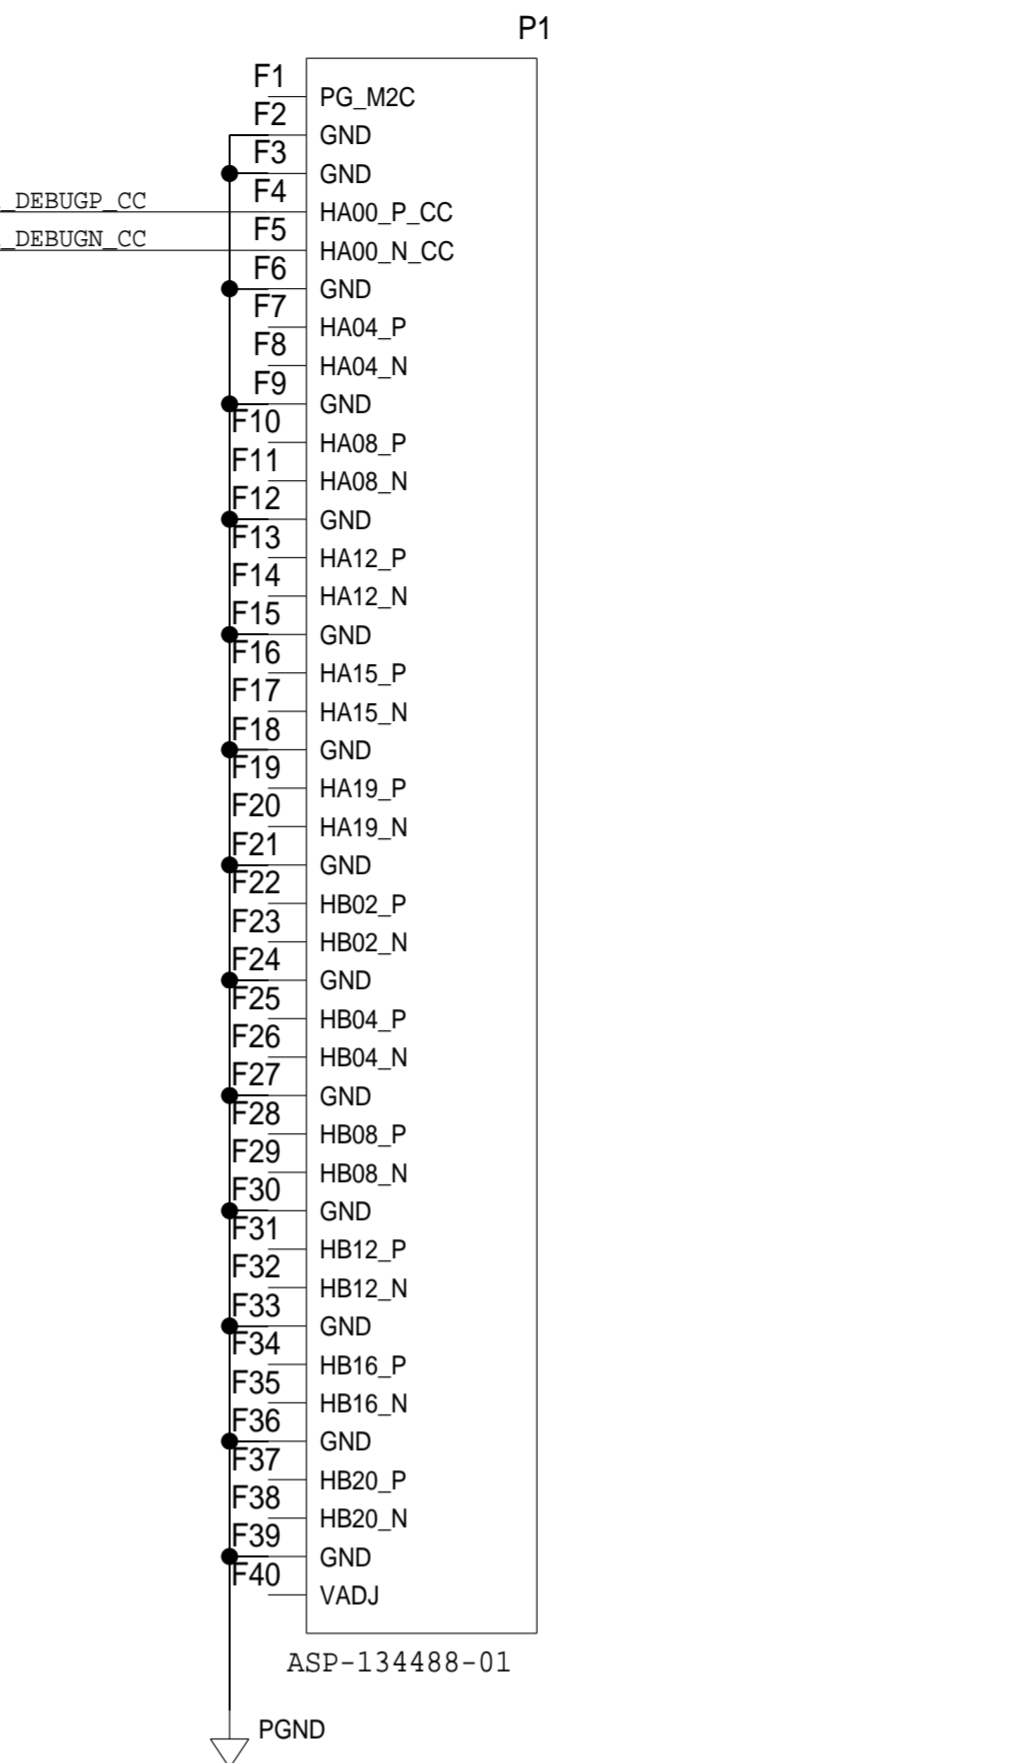 P1
F1 PG_M2C
F2 GND
F3 GND
_DEBUGP_CC F4 HA00_P_CC
_DEBUGN_CC F5 HA00_N_CC
F6 GND
F7 HA04_P
F8 HA04_N
F9 GND
F10 HA08_P
F11 HA08_N
F12 GND
F13 HA12_P
F14 HA12_N
F15 GND
F16 HA15_P
F17 HA15_N
F18 GND
F19 HA19_P
F20 HA19_N
F21 GND
F22 HB02_P
F23 HB02_N
F24 GND
F25 HB04_P
F26 HB04_N
F27 GND
F28 HB08_P
F29 HB08_N
F30 GND
F31 HB12_P
F32 HB12_N
F33 GND
F34 HB16_P
F35 HB16_N
F36 GND
F37 HB20_P
F38 HB20_N
F39 GND
F40 VADJ
ASP-134488-01
PGND